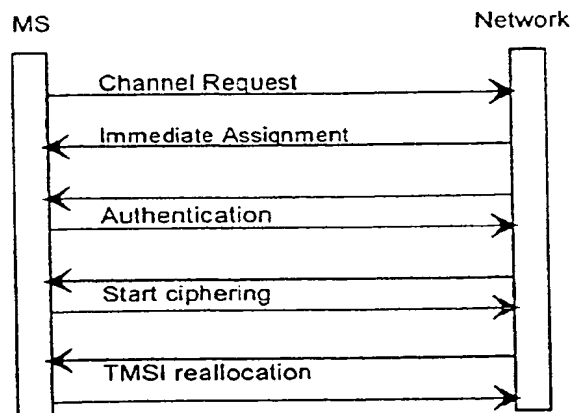 MS
Network
Channel Request
Immediate Assignment
Authentication
Start ciphering
TMSI reallocation